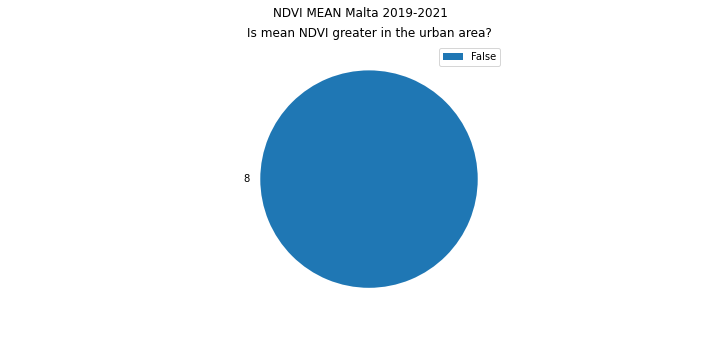 NDVI MEAN Malta 2019-2021
Is mean NDVI greater in the urban area?
False
8